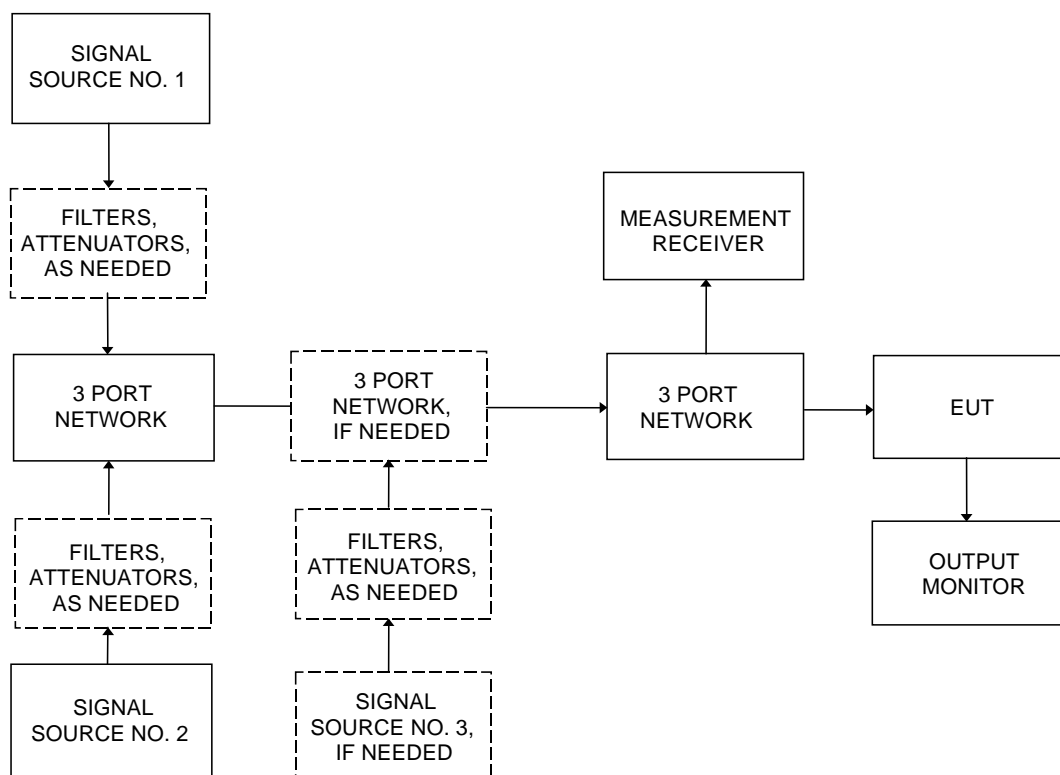 SIGNAL
SOURCE NO. 1
FILTERS,
ATTENUATORS,
AS NEEDED
MEASUREMENT
RECEIVER
3 PORT
NETWORK
3 PORT
NETWORK,
IF NEEDED
3 PORT
NETWORK
EUT
FILTERS,
ATTENUATORS,
AS NEEDED
FILTERS,
ATTENUATORS,
AS NEEDED
OUTPUT
MONITOR
SIGNAL
SOURCE NO. 2
SIGNAL
SOURCE NO. 3,
IF NEEDED